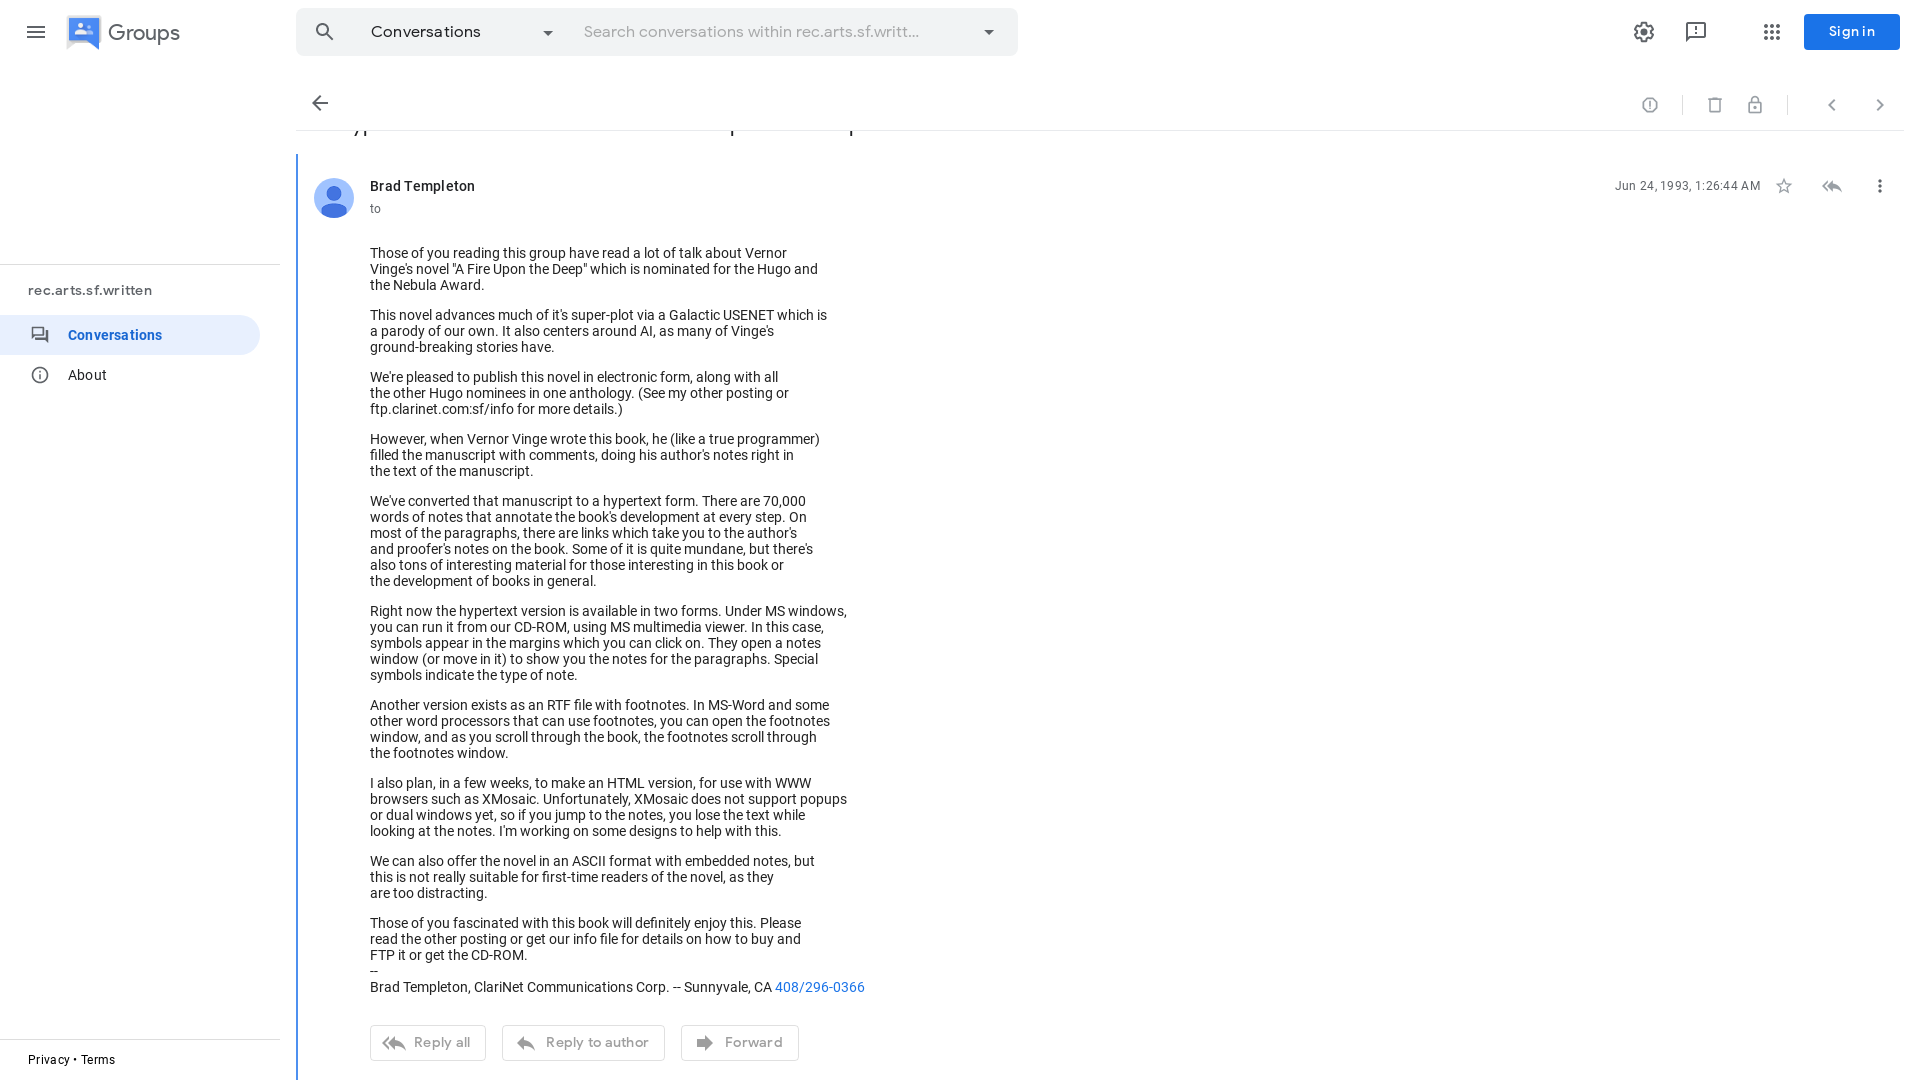 Groups
Conversations
Search conversations within rec.arts.sf.writt...
Sign in
Brad Templeton
Jun 24, 1993, 1:26:44 AM
to
rec.arts.sf.written
Conversations
About
Those of you reading this group have read a lot of talk about Vernor
Vinge's novel "A Fire Upon the Deep" which is nominated for the Hugo and
the Nebula Award.
This novel advances much of it's super-plot via a Galactic USENET which is
a parody of our own. It also centers around AI, as many of Vinge's
ground-breaking stories have.
We're pleased to publish this novel in electronic form, along with all
the other Hugo nominees in one anthology. (See my other posting or
ftp.clarinet.com:sf/info for more details.)
However, when Vernor Vinge wrote this book, he (like a true programmer)
filled the manuscript with comments, doing his author's notes right in
the text of the manuscript.
We've converted that manuscript to a hypertext form. There are 70,000
words of notes that annotate the book's development at every step. On
most of the paragraphs, there are links which take you to the author's
and proofer's notes on the book. Some of it is quite mundane, but there's
also tons of interesting material for those interesting in this book or
the development of books in general.
Right now the hypertext version is available in two forms. Under MS windows,
you can run it from our CD-ROM, using MS multimedia viewer. In this case,
symbols appear in the margins which you can click on. They open a notes
window (or move in it) to show you the notes for the paragraphs. Special
symbols indicate the type of note.
Another version exists as an RTF file with footnotes. In MS-Word and some
other word processors that can use footnotes, you can open the footnotes
window, and as you scroll through the book, the footnotes scroll through
the footnotes window.
I also plan, in a few weeks, to make an HTML version, for use with WWW
browsers such as XMosaic. Unfortunately, XMosaic does not support popups
or dual windows yet, so if you jump to the notes, you lose the text while
looking at the notes. I'm working on some designs to help with this.
We can also offer the novel in an ASCII format with embedded notes, but
this is not really suitable for first-time readers of the novel, as they
are too distracting.
Those of you fascinated with this book will definitely enjoy this. Please
read the other posting or get our info file for details on how to buy and
FTP it or get the CD-ROM.
--
Brad Templeton, ClariNet Communications Corp. -- Sunnyvale, CA 408/296-0366
Reply all
Reply to author
Forward
Privacy • Terms